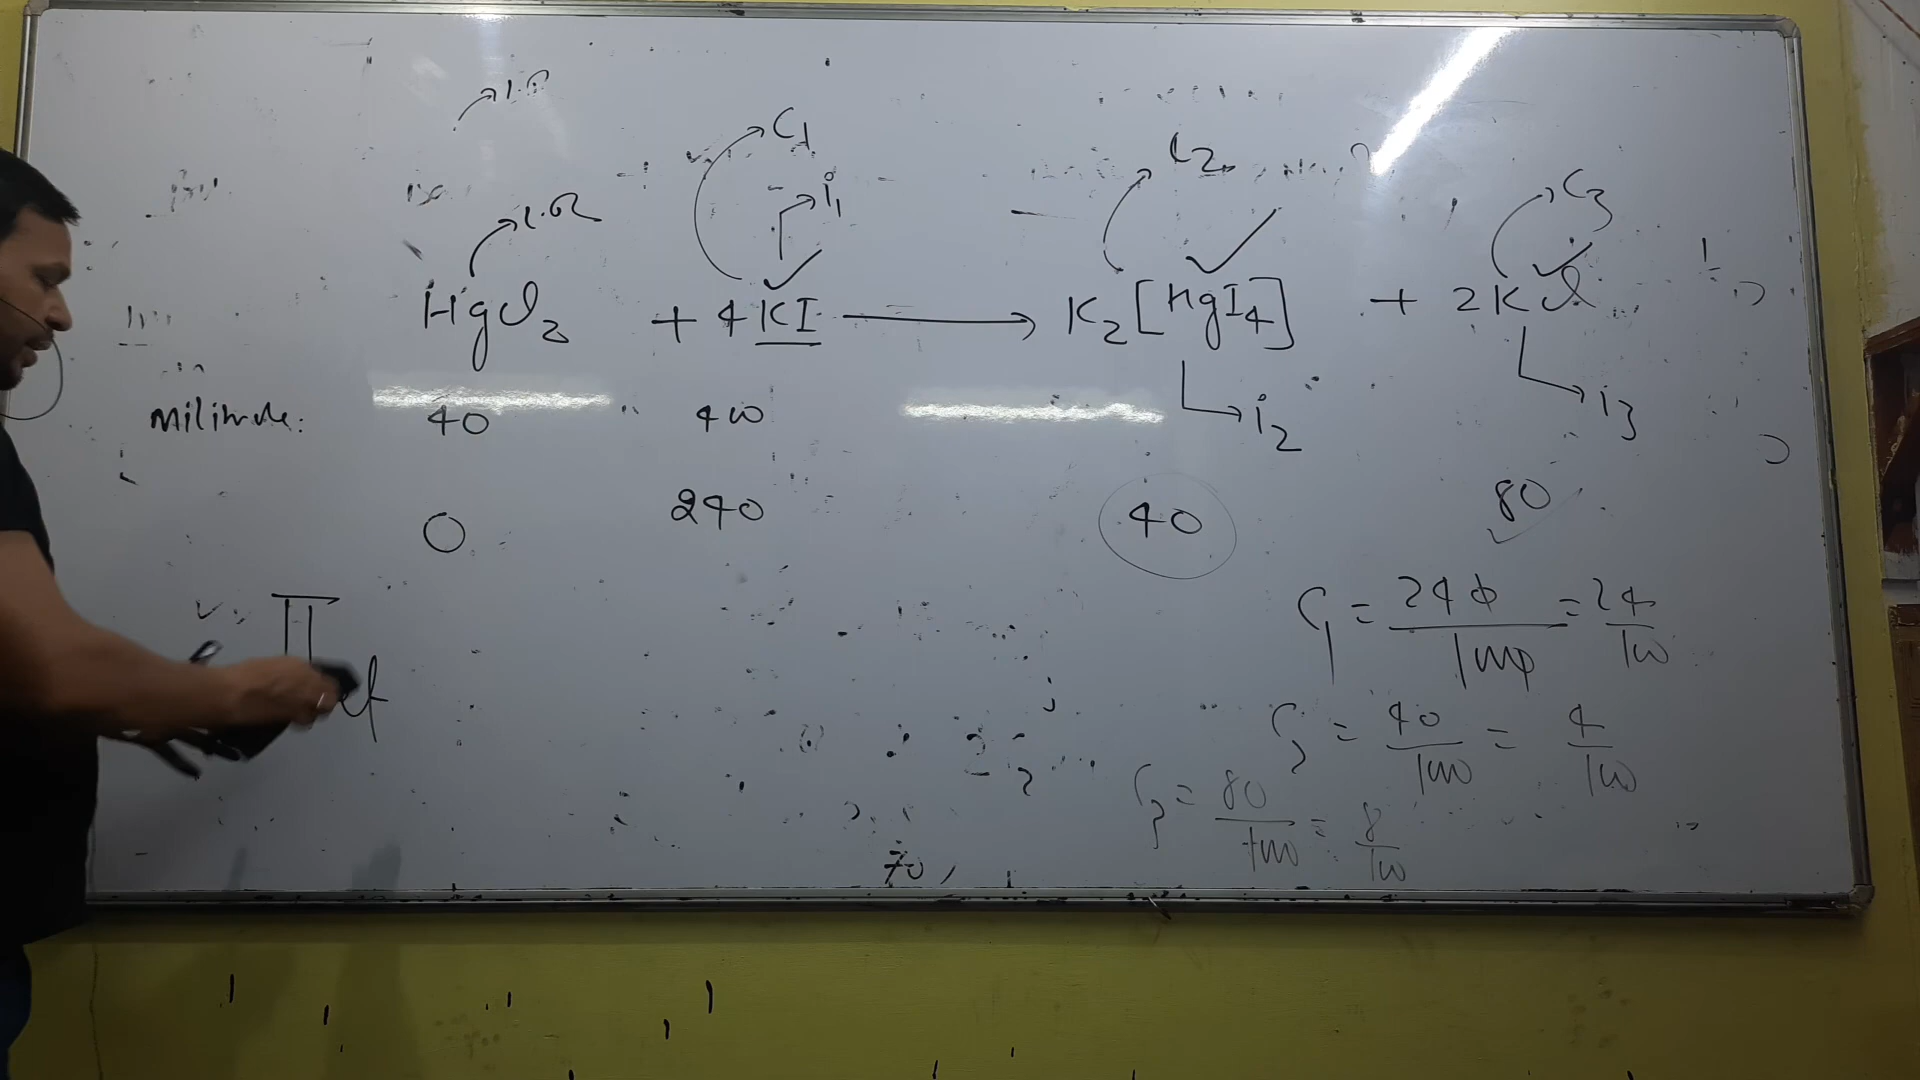 C1
C2
i1
C3
HgCl2 + 4KI → K2[HgI4] + 2KCl
i2
i3
40 400
0 240 40 80
C1 = 240/1000 = 24/100
C2 = 40/1000 = 4/100
C3 = 80/1000 = 8/100
70,